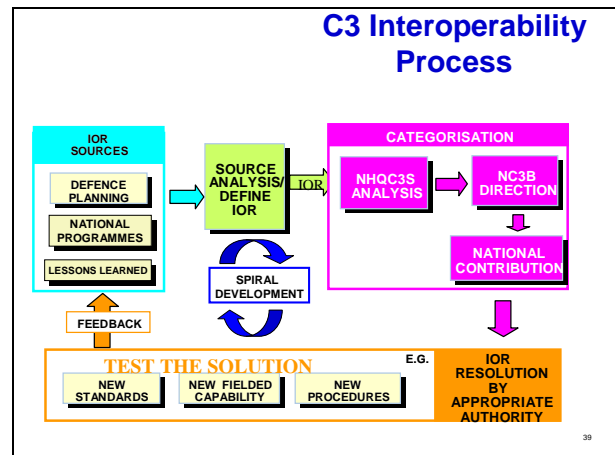 C3 Interoperability
Process
IOR
SOURCES
DEFENCE
PLANNING
NATIONAL
PROGRAMMES
LESSONS LEARNED
SOURCE
ANALYSIS/
DEFINE
IOR
IOR
CATEGORISATION
NHQC3S
ANALYSIS
NC3B
DIRECTION
NATIONAL
CONTRIBUTION
SPIRAL
DEVELOPMENT
FEEDBACK
TEST THE SOLUTION
E.G.
NEW
STANDARDS
NEW FIELDED
CAPABILITY
NEW
PROCEDURES
IOR
RESOLUTION
BY
APPROPRIATE
AUTHORITY
39